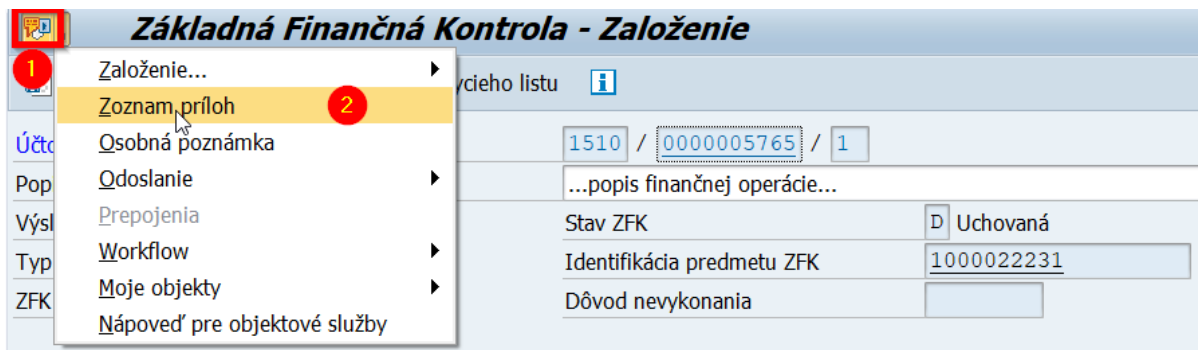 Základná Finančná Kontrola - Založenie
1
Založenie...
ycieho listu
Zoznam príloh 2
Osobná poznámka
Účto 1510 / 0000005765 / 1
Odoslanie
Pop ...popis finančnej operácie...
Prepojenia
Výsl Stav ZFK D Uchovaná
Workflow
Typ Identifikácia predmetu ZFK 1000022231
Moje objekty
ZFK Dôvod nevykonania
Nápoveď pre objektové služby